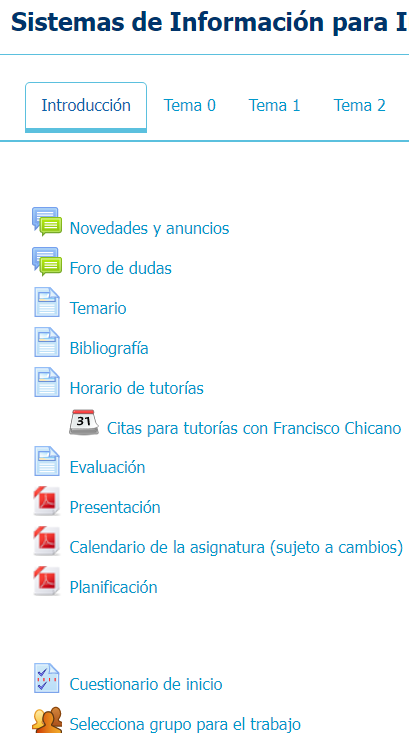 Sistemas de Información para I
Introducción
Tema 0
Tema 1
Tema 2
Novedades y anuncios
Foro de dudas
Temario
Bibliografía
Horario de tutorías
31 Citas para tutorías con Francisco Chicano
Evaluación
Presentación
Calendario de la asignatura (sujeto a cambios)
Planificación
Cuestionario de inicio
Selecciona grupo para el trabajo